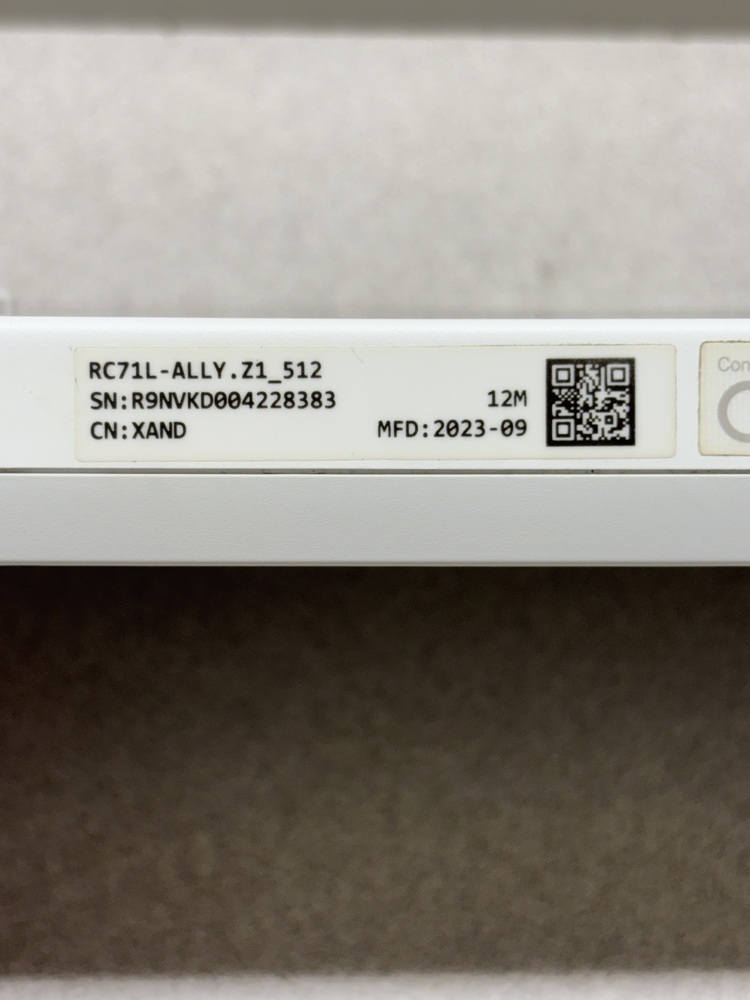 RC71L-ALLY.Z1_512
SN:R9NVKD004228383
12M
CN:XAND
MFD:2023-09